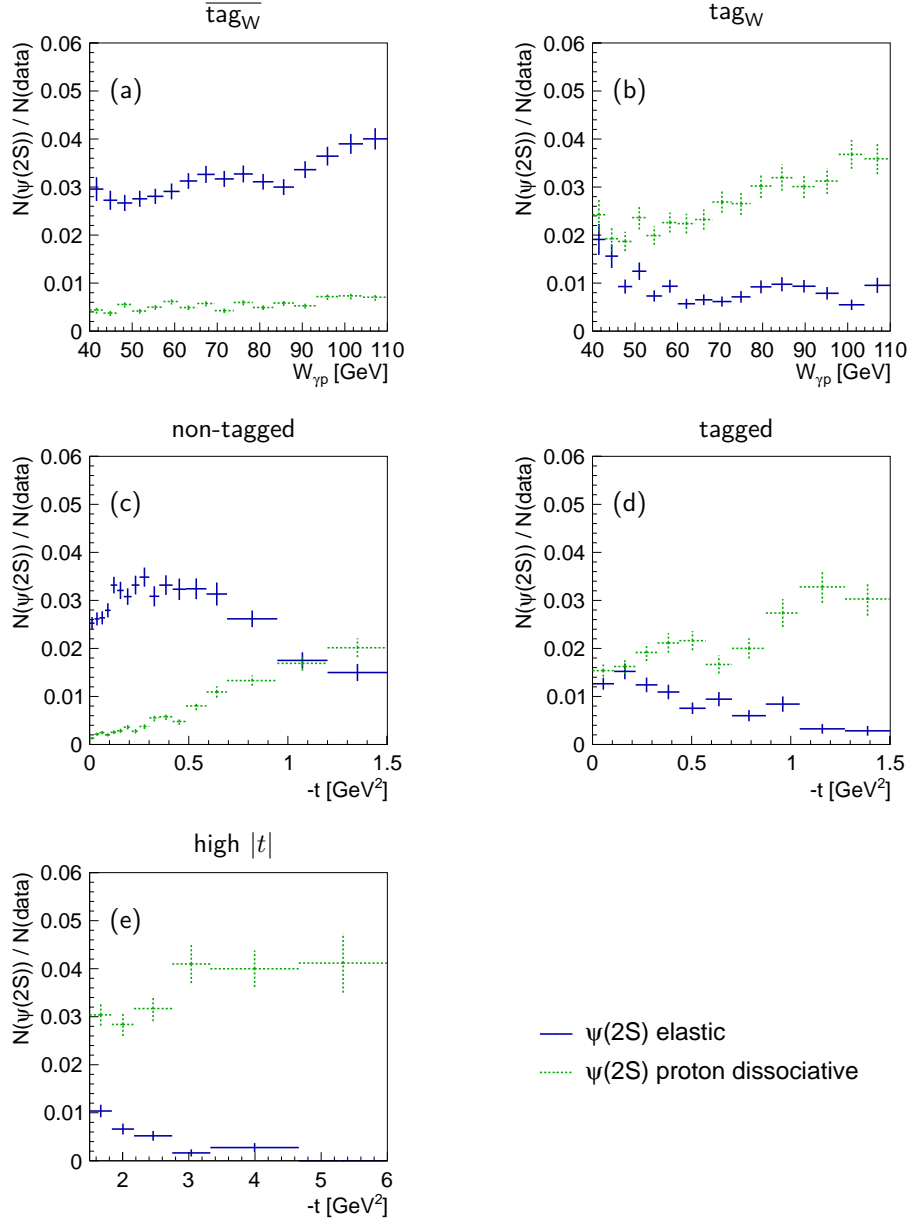 tag_W
tag_W
N(ψ(2S)) / N(data)
0.06
0.05
0.04
0.03
0.02
0.01
0
(a)
40 50 60 70 80 90 100 110
W_γp [GeV]
N(ψ(2S)) / N(data)
0.06
0.05
0.04
0.03
0.02
0.01
0
(b)
40 50 60 70 80 90 100 110
W_γp [GeV]
non-tagged
N(ψ(2S)) / N(data)
0.06
0.05
0.04
0.03
0.02
0.01
0
(c)
0 0.5 1 1.5
-t [GeV²]
tagged
N(ψ(2S)) / N(data)
0.06
0.05
0.04
0.03
0.02
0.01
0
(d)
0 0.5 1 1.5
-t [GeV²]
high |t|
N(ψ(2S)) / N(data)
0.06
0.05
0.04
0.03
0.02
0.01
0
(e)
2 3 4 5 6
-t [GeV²]
ψ(2S) elastic
ψ(2S) proton dissociative